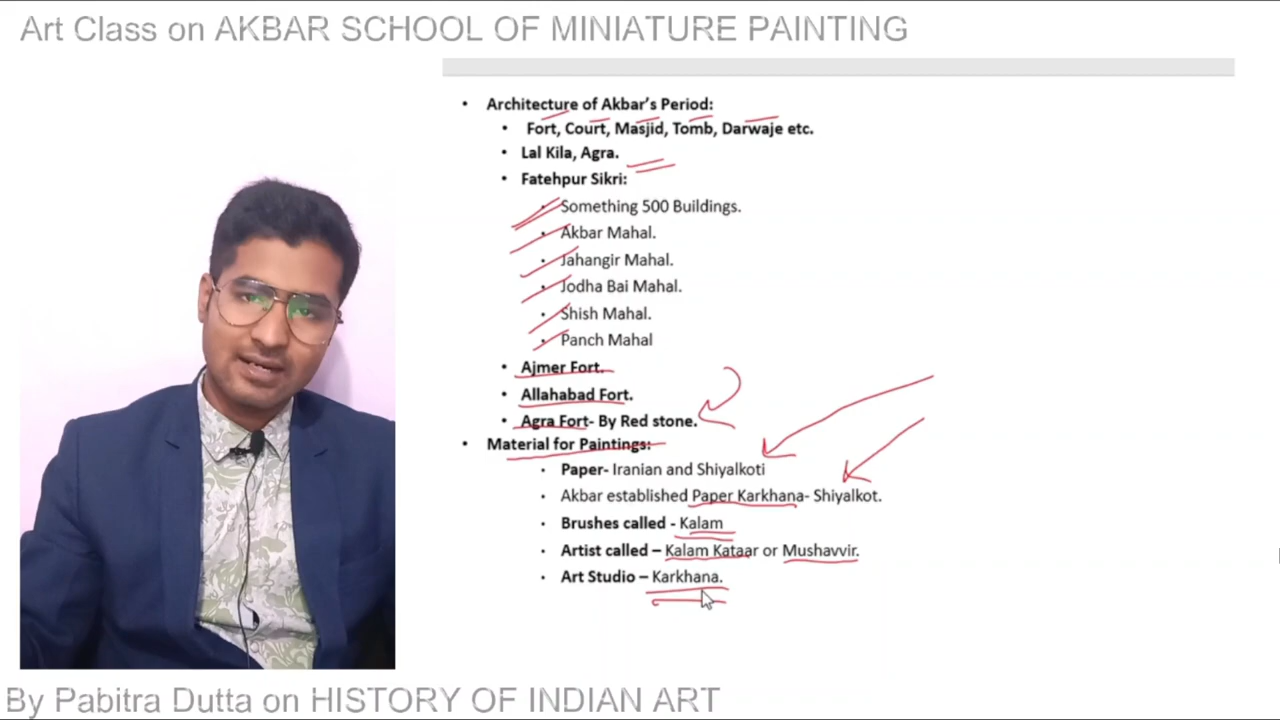 Art Class on AKBAR SCHOOL OF MINIATURE PAINTING
• Architecture of Akbar's Period:
• Fort, Court, Masjid, Tomb, Darwaje etc.
• Lal Kila, Agra.
• Fatehpur Sikri:
• Something 500 Buildings.
• Akbar Mahal.
• Jahangir Mahal.
• Jodha Bai Mahal.
• Shish Mahal.
• Panch Mahal
• Ajmer Fort.
• Allahabad Fort.
• Agra Fort- By Red stone.
• Material for Paintings:
• Paper- Iranian and Shiyalkoti
• Akbar established Paper Karkhana- Shiyalkot.
• Brushes called - Kalam
• Artist called – Kalam Kataar or Mushavvir.
• Art Studio – Karkhana.
By Pabitra Dutta on HISTORY OF INDIAN ART